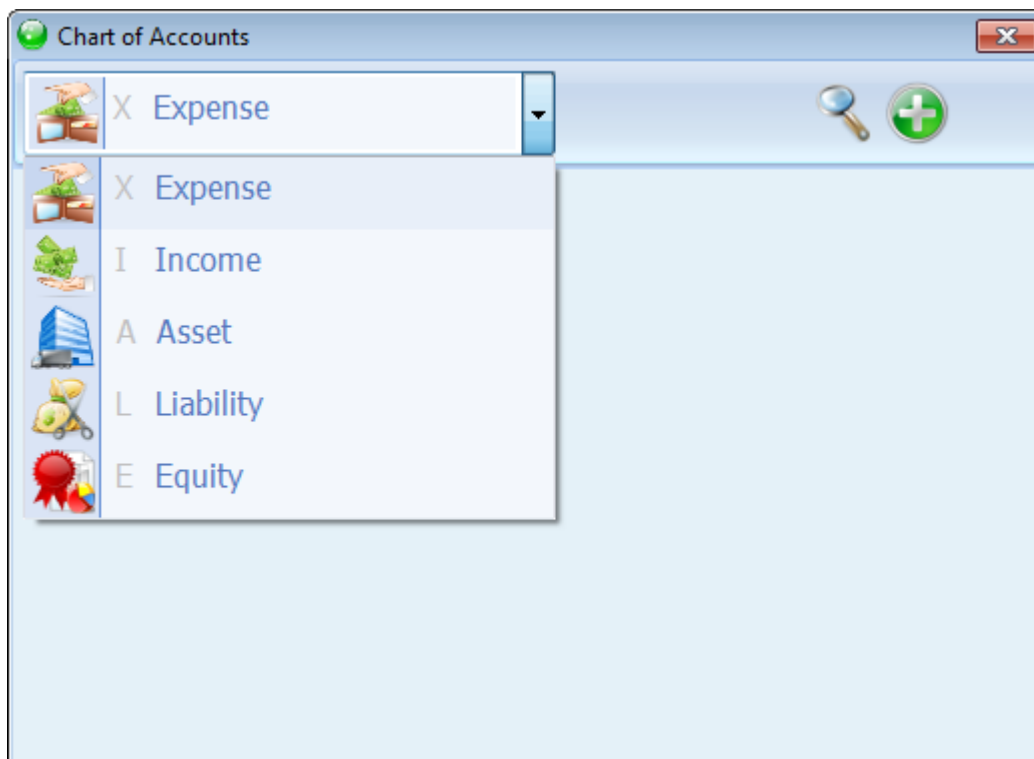 Chart of Accounts
X Expense
X Expense
I Income
A Asset
L Liability
E Equity